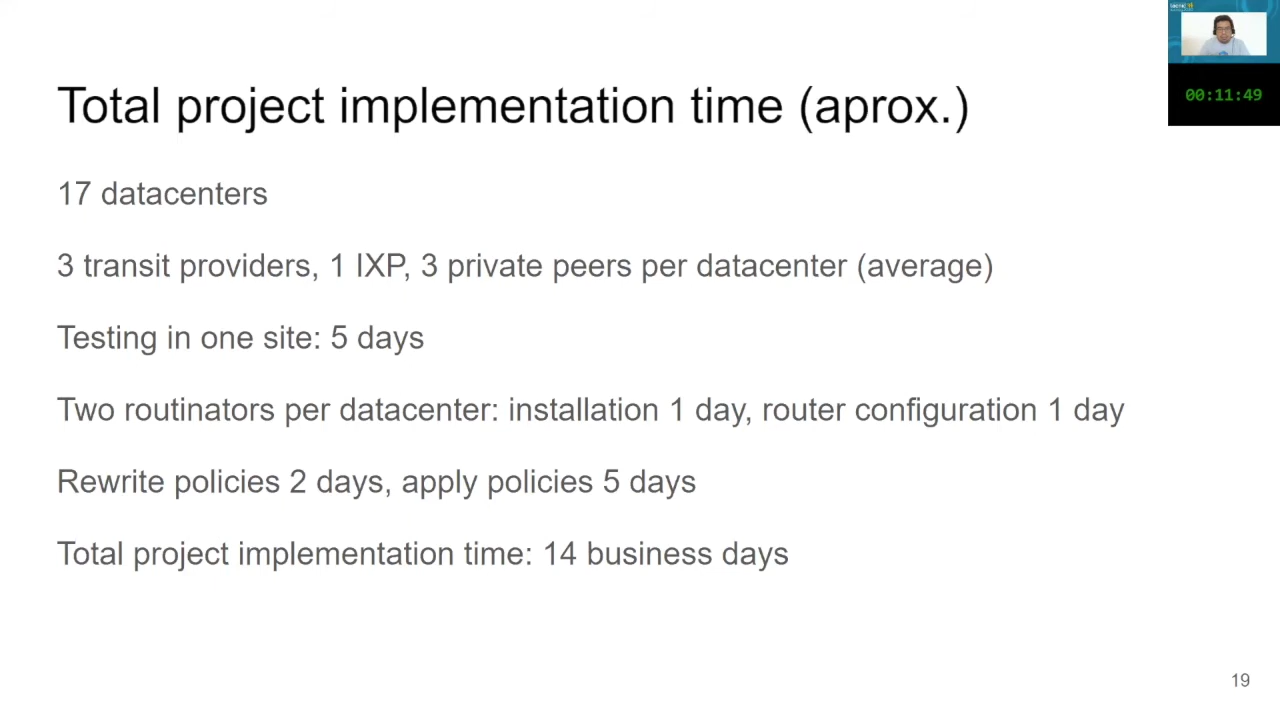 Total project implementation time (aprox.)
00:11:49
17 datacenters
3 transit providers, 1 IXP, 3 private peers per datacenter (average)
Testing in one site: 5 days
Two routinators per datacenter: installation 1 day, router configuration 1 day
Rewrite policies 2 days, apply policies 5 days
Total project implementation time: 14 business days
19